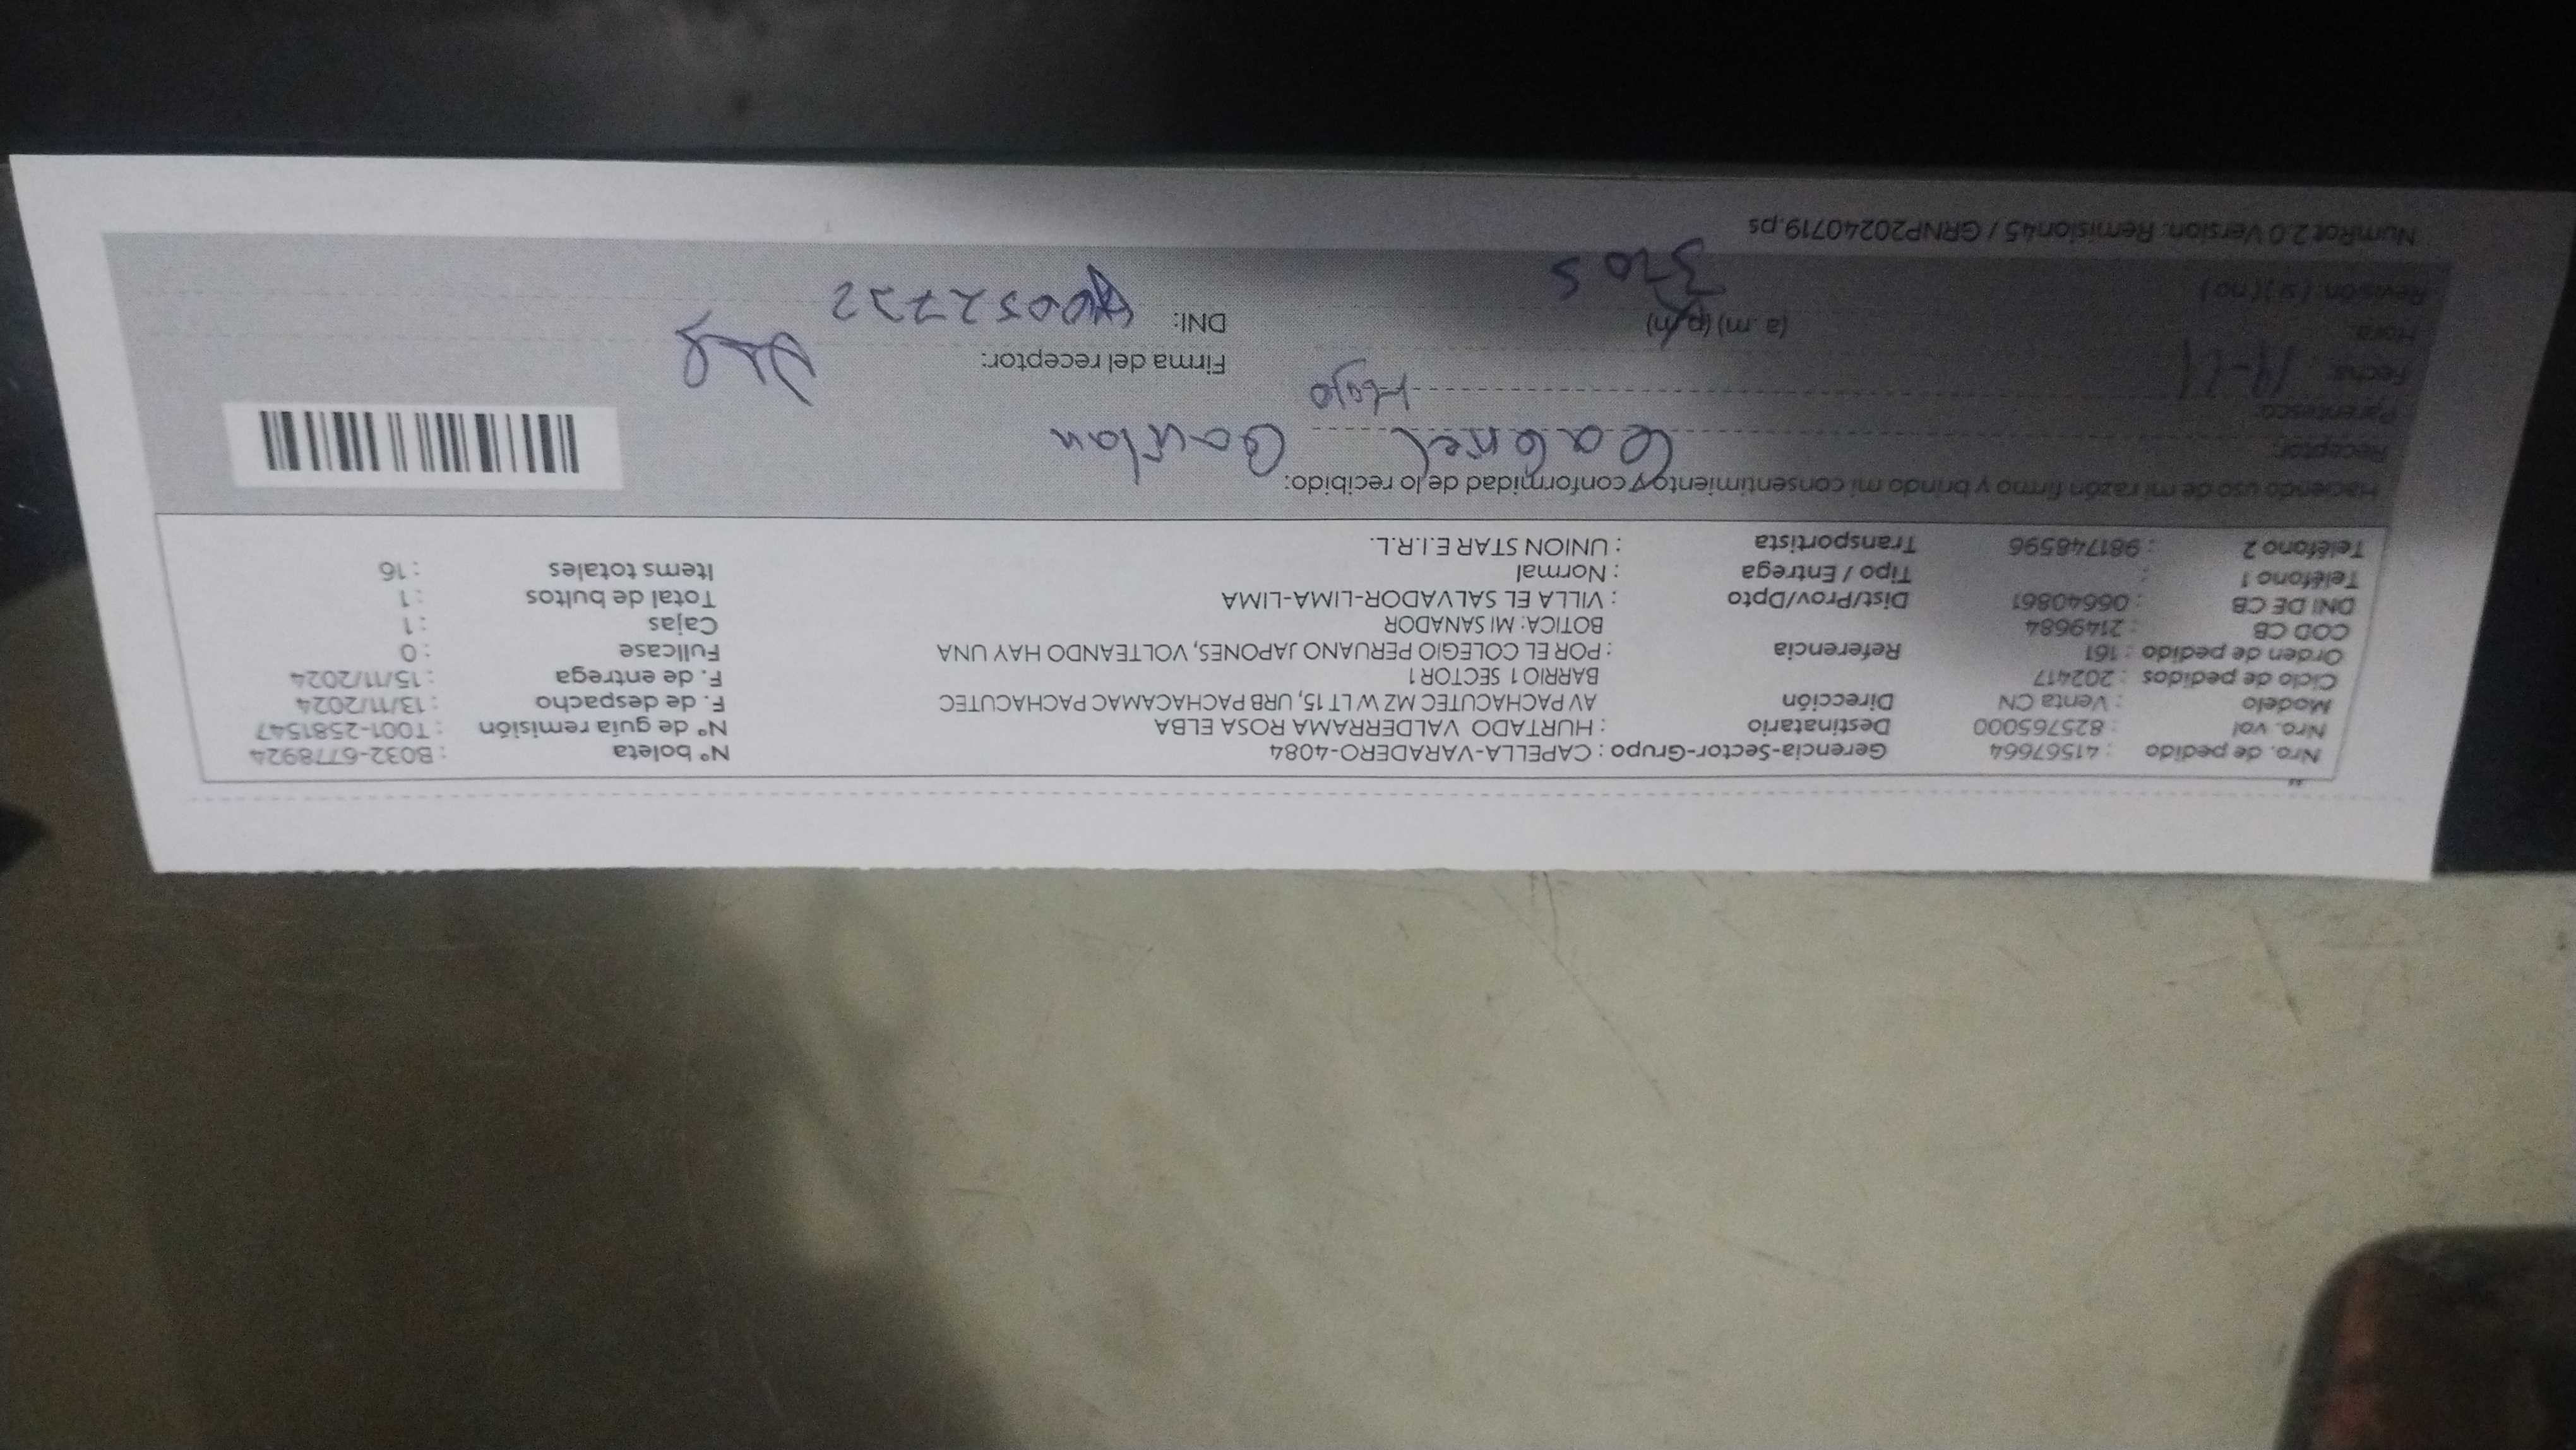 Nro. de pedido : 41567664 Gerencia-Sector-Grupo : CAPELLA-VARADERO-4084 N° boleta : B032-6778924
Nro. vol : 825765000 Destinatario : HURTADO VALDERRAMA ROSA ELBA N° de guía remisión : T001-2581547
Modelo : Venta CN Dirección AV PACHACUTEC MZ W LT 15, URB PACHACAMAC PACHACUTEC F. de despacho : 13/11/2024
Ciclo de pedidos : 202417 BARRIO 1 SECTOR 1 F. de entrega : 15/11/2024
Orden de pedido : 161 Referencia : POR EL COLEGIO PERUANO JAPONES, VOLTEANDO HAY UNA Fullcase : 0
COD CB : 2149684 BOTICA: MI SANADOR Cajas : 1
DNI DE CB : 06640861 Dist/Prov/Dpto : VILLA EL SALVADOR-LIMA-LIMA Total de bultos : 1
Teléfono 1 : Tipo / Entrega : Normal Items totales : 16
Teléfono 2 : 981748596 Transportista : UNION STAR E.I.R.L.
Haciendo uso de mi razón firmo y brindo mi consentimiento y conformidad de lo recibido:
Receptor: Gabriel
Parentesco:
Fecha: 14-11 Firma del receptor:
Hora: (a. m) (p. m) DNI:
Revisión: ( si ) ( no )
NumRot 2.0 Version: Remision45 / GRNP20240719.ps